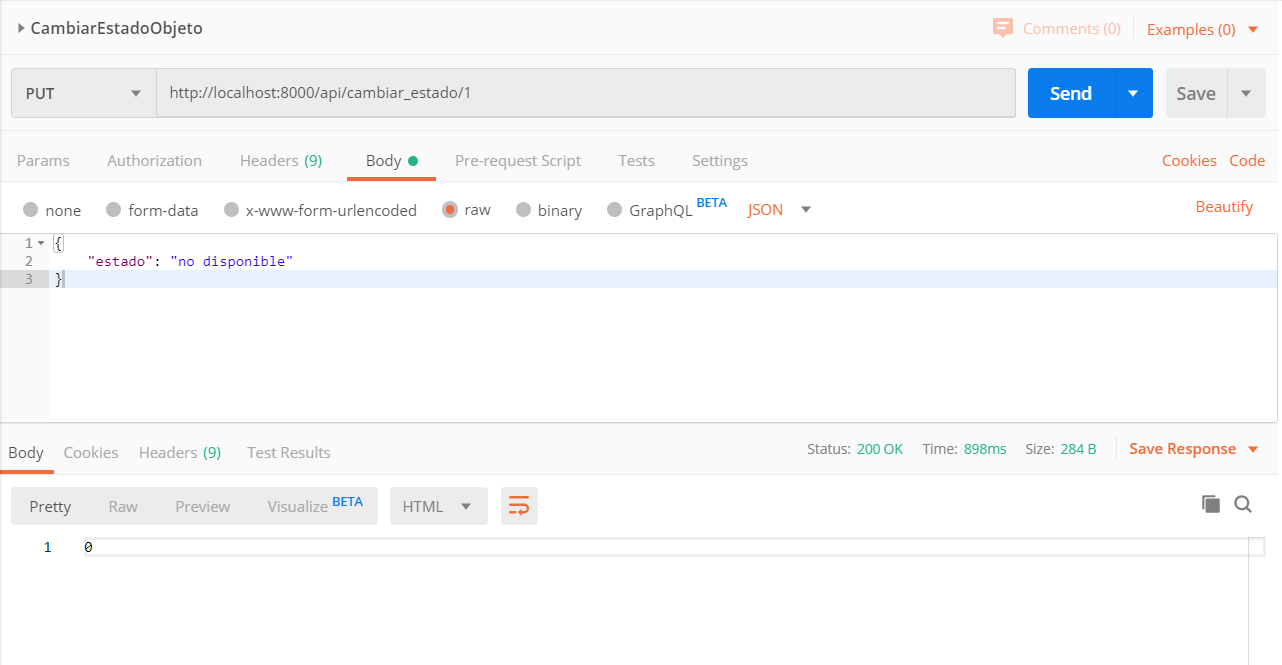 CambiarEstadoObjeto Comments (0) Examples (0)
PUT http://localhost:8000/api/cambiar_estado/1 Send Save
Params Authorization Headers (9) Body Pre-request Script Tests Settings Cookies Code
none form-data x-www-form-urlencoded raw binary GraphQL BETA JSON Beautify
1 {
2 "estado": "no disponible"
3 }
Body Cookies Headers (9) Test Results Status: 200 OK Time: 898ms Size: 284 B Save Response
Pretty Raw Preview Visualize BETA HTML
1 0